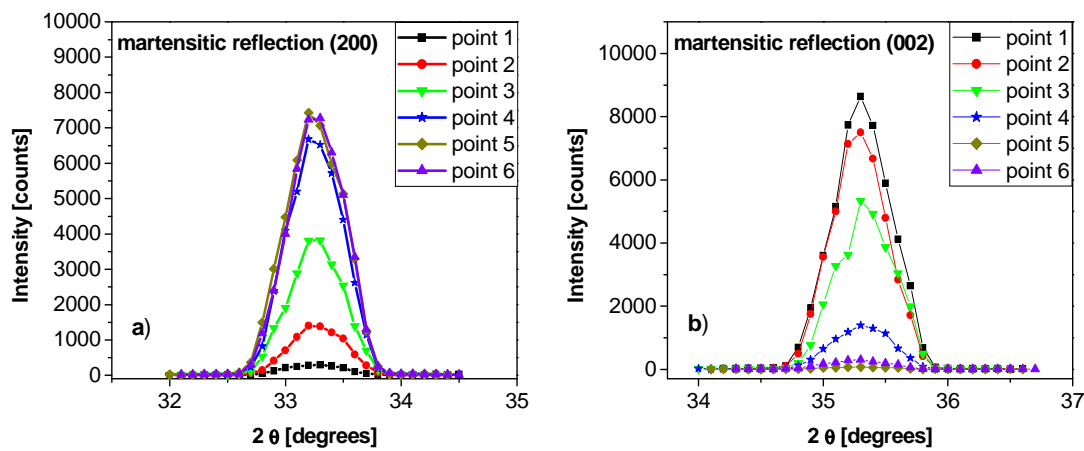 martensitic reflection (200)
point 1
point 2
point 3
point 4
point 5
point 6
10000
9000
8000
7000
6000
5000
4000
3000
2000
1000
0
Intensity [counts]
a)
32 33 34 35
2 θ [degrees]
martensitic reflection (002)
point 1
point 2
point 3
point 4
point 5
point 6
10000
8000
6000
4000
2000
0
Intensity [counts]
b)
34 35 36 37
2 θ [degrees]